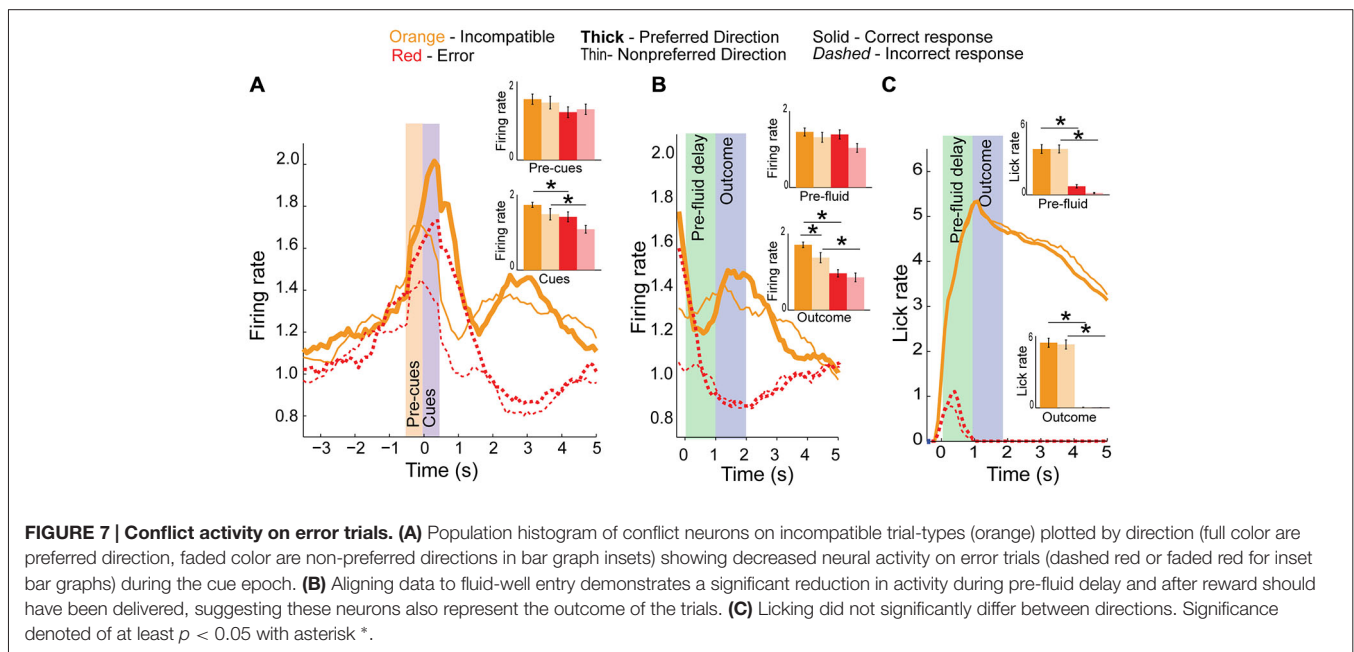 Orange - Incompatible
Red - Error
Thick - Preferred Direction
Thin- Nonpreferred Direction
Solid - Correct response
Dashed - Incorrect response
A
Firing rate
2.0
1.8
1.6
1.4
1.2
1.0
0.8
Pre-cues
Cues
−3
−2
−1
0
1
2
3
4
5
Time (s)
Firing rate
2
0
Pre-cues
* *
Firing rate
2
0
Cues
B
Firing rate
2.0
1.8
1.6
1.4
1.2
1.0
0.8
Pre-fluid delay
Outcome
0
1
2
3
4
5
Time (s)
Firing rate
2
0
Pre-fluid
*
* *
Firing rate
2
0
Outcome
C
Lick rate
6
5
4
3
2
1
0
Pre-fluid delay
Outcome
0
1
2
3
4
5
Time (s)
Lick rate
6
0
* *
Pre-fluid
Lick rate
6
0
* *
Outcome
FIGURE 7 | Conflict activity on error trials. (A) Population histogram of conflict neurons on incompatible trial-types (orange) plotted by direction (full color are
preferred direction, faded color are non-preferred directions in bar graph insets) showing decreased neural activity on error trials (dashed red or faded red for inset
bar graphs) during the cue epoch. (B) Aligning data to fluid-well entry demonstrates a significant reduction in activity during pre-fluid delay and after reward should
have been delivered, suggesting these neurons also represent the outcome of the trials. (C) Licking did not significantly differ between directions. Significance
denoted of at least p < 0.05 with asterisk *.